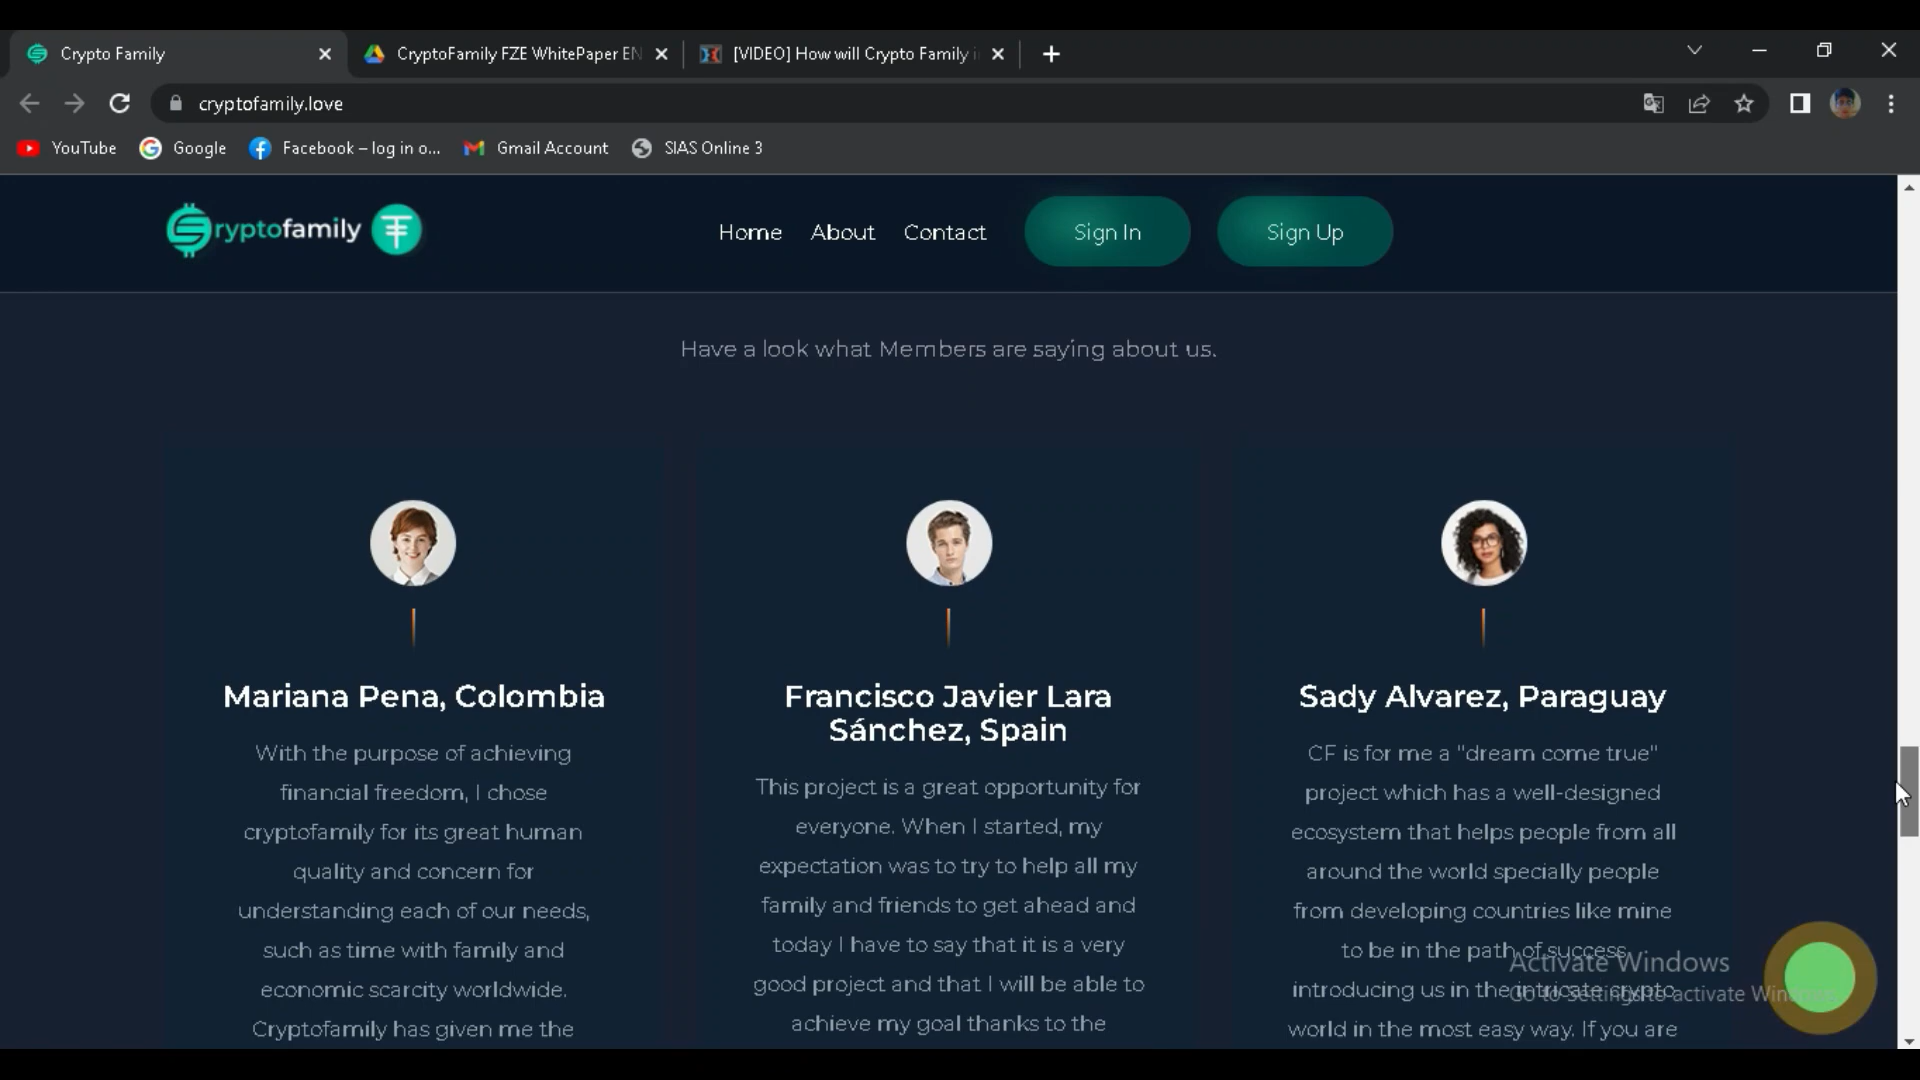 Crypto Family
CryptoFamily FZE WhitePaper EN
[VIDEO] How will Crypto Family i
cryptofamily.love
YouTube
Google
Facebook – log in o...
Gmail Account
SIAS Online 3
ryptofamily
Home
About
Contact
Sign In
Sign Up
Have a look what Members are saying about us.
Mariana Pena, Colombia
With the purpose of achieving
financial freedom, I chose
cryptofamily for its great human
quality and concern for
understanding each of our needs,
such as time with family and
economic scarcity worldwide.
Cryptofamily has given me the
Francisco Javier Lara
Sánchez, Spain
This project is a great opportunity for
everyone. When I started, my
expectation was to try to help all my
family and friends to get ahead and
today I have to say that it is a very
good project and that I will be able to
achieve my goal thanks to the
Sady Alvarez, Paraguay
CF is for me a "dream come true"
project which has a well-designed
ecosystem that helps people from all
around the world specially people
from developing countries like mine
to be in the path of success
introducing us in the intricate crypto
world in the most easy way. If you are
Activate Windows
Go to Settings to activate Windows